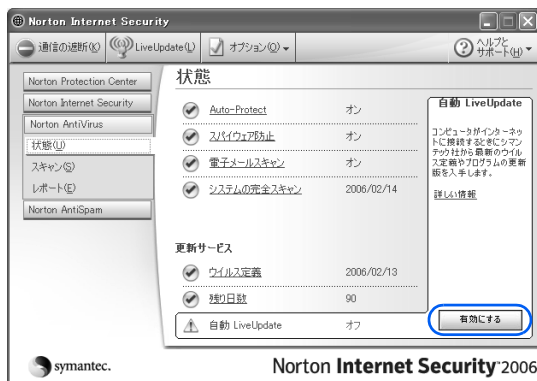 Norton Internet Security
通信の遮断(K)
LiveUpdate(L)
オプション(O)
ヘルプと
サポート(H)
Norton Protection Center
Norton Internet Security
Norton AntiVirus
状態(U)
スキャン(S)
レポート(E)
Norton AntiSpam
状態
Auto-Protect オン
スパイウェア防止 オン
電子メールスキャン オン
システムの完全スキャン 2006/02/14
更新サービス
ウイルス定義 2006/02/13
残り日数 90
自動 LiveUpdate オフ
自動 LiveUpdate
コンピュータがインターネッ
トに接続するときにシマン
テック社から最新のウイル
ス定義やプログラムの更新
版を入手します。
詳しい情報
有効にする
symantec.
Norton Internet Security 2006